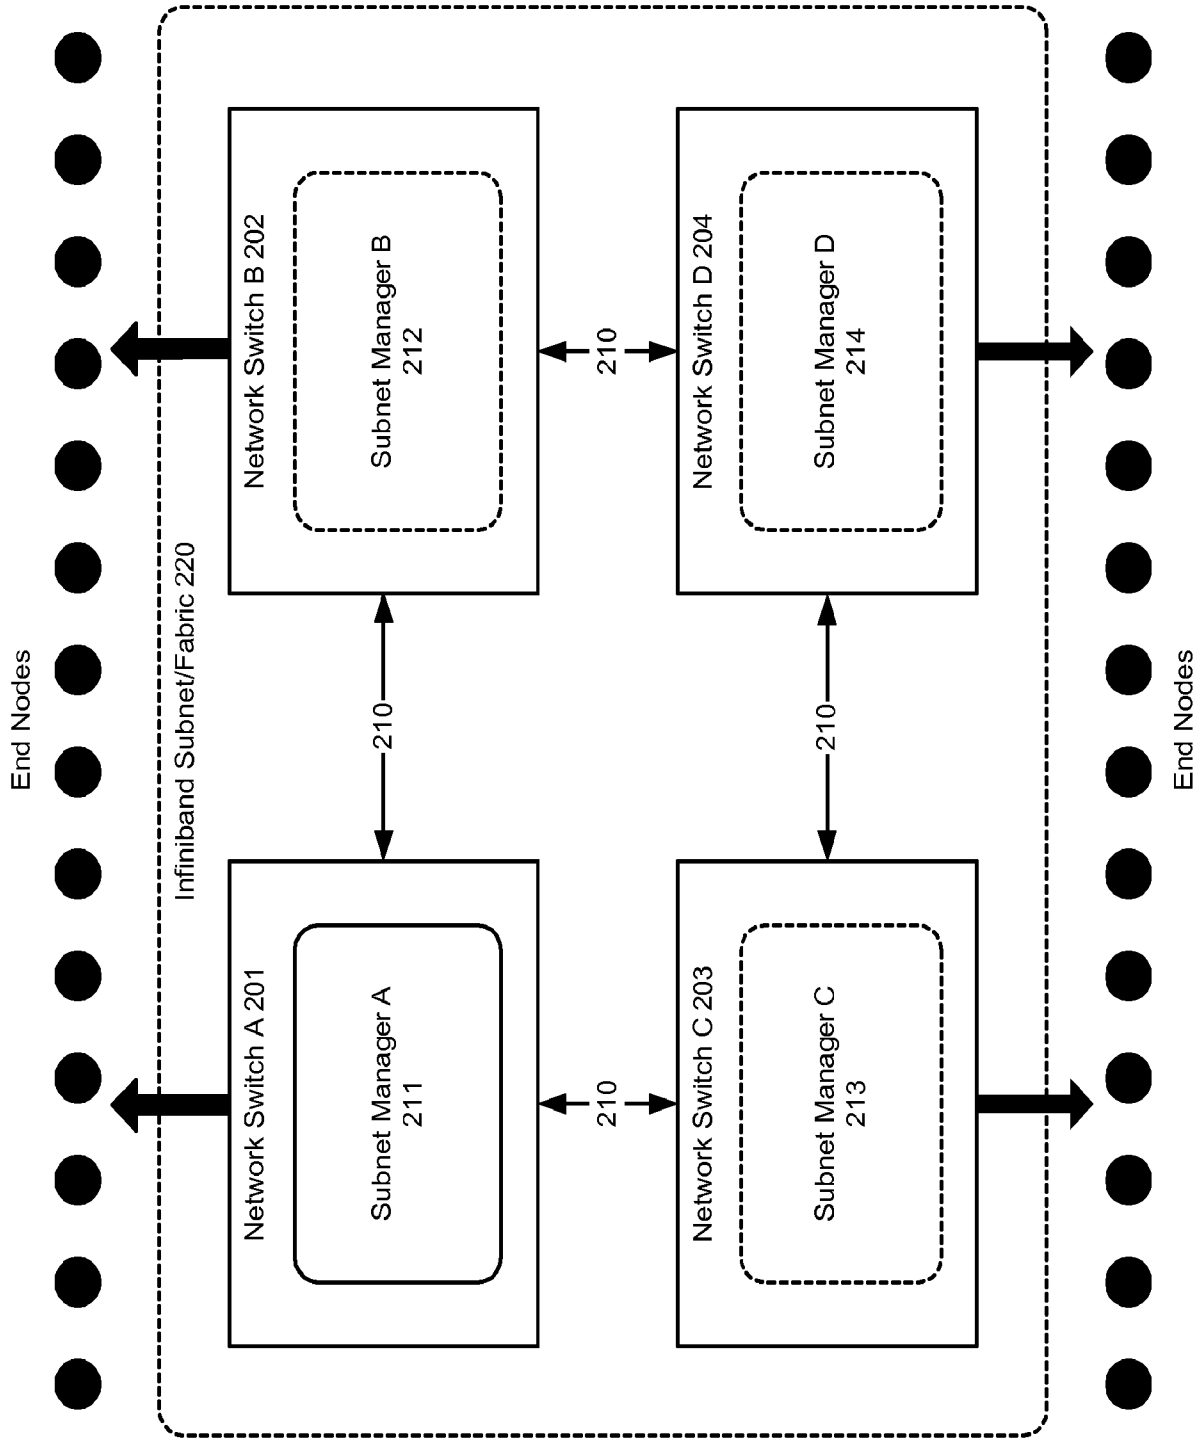 End Nodes
Infiniband Subnet/Fabric 220
Network Switch A 201
Subnet Manager A
211
210
Network Switch B 202
Subnet Manager B
212
210
210
Network Switch C 203
Subnet Manager C
213
210
Network Switch D 204
Subnet Manager D
214
End Nodes